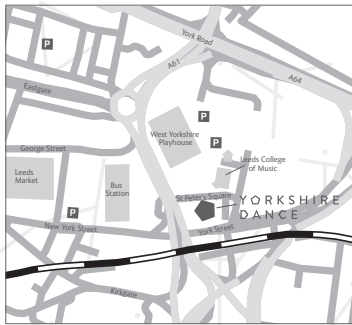 York Road
P
A61
A64
Eastgate
P
West Yorkshire
Playhouse
P
George Street
Leeds College
of Music
Leeds
Market
Bus
Station
St Peter's Square
YORKSHIRE
DANCE
P
New York Street
York Street
Kirkgate